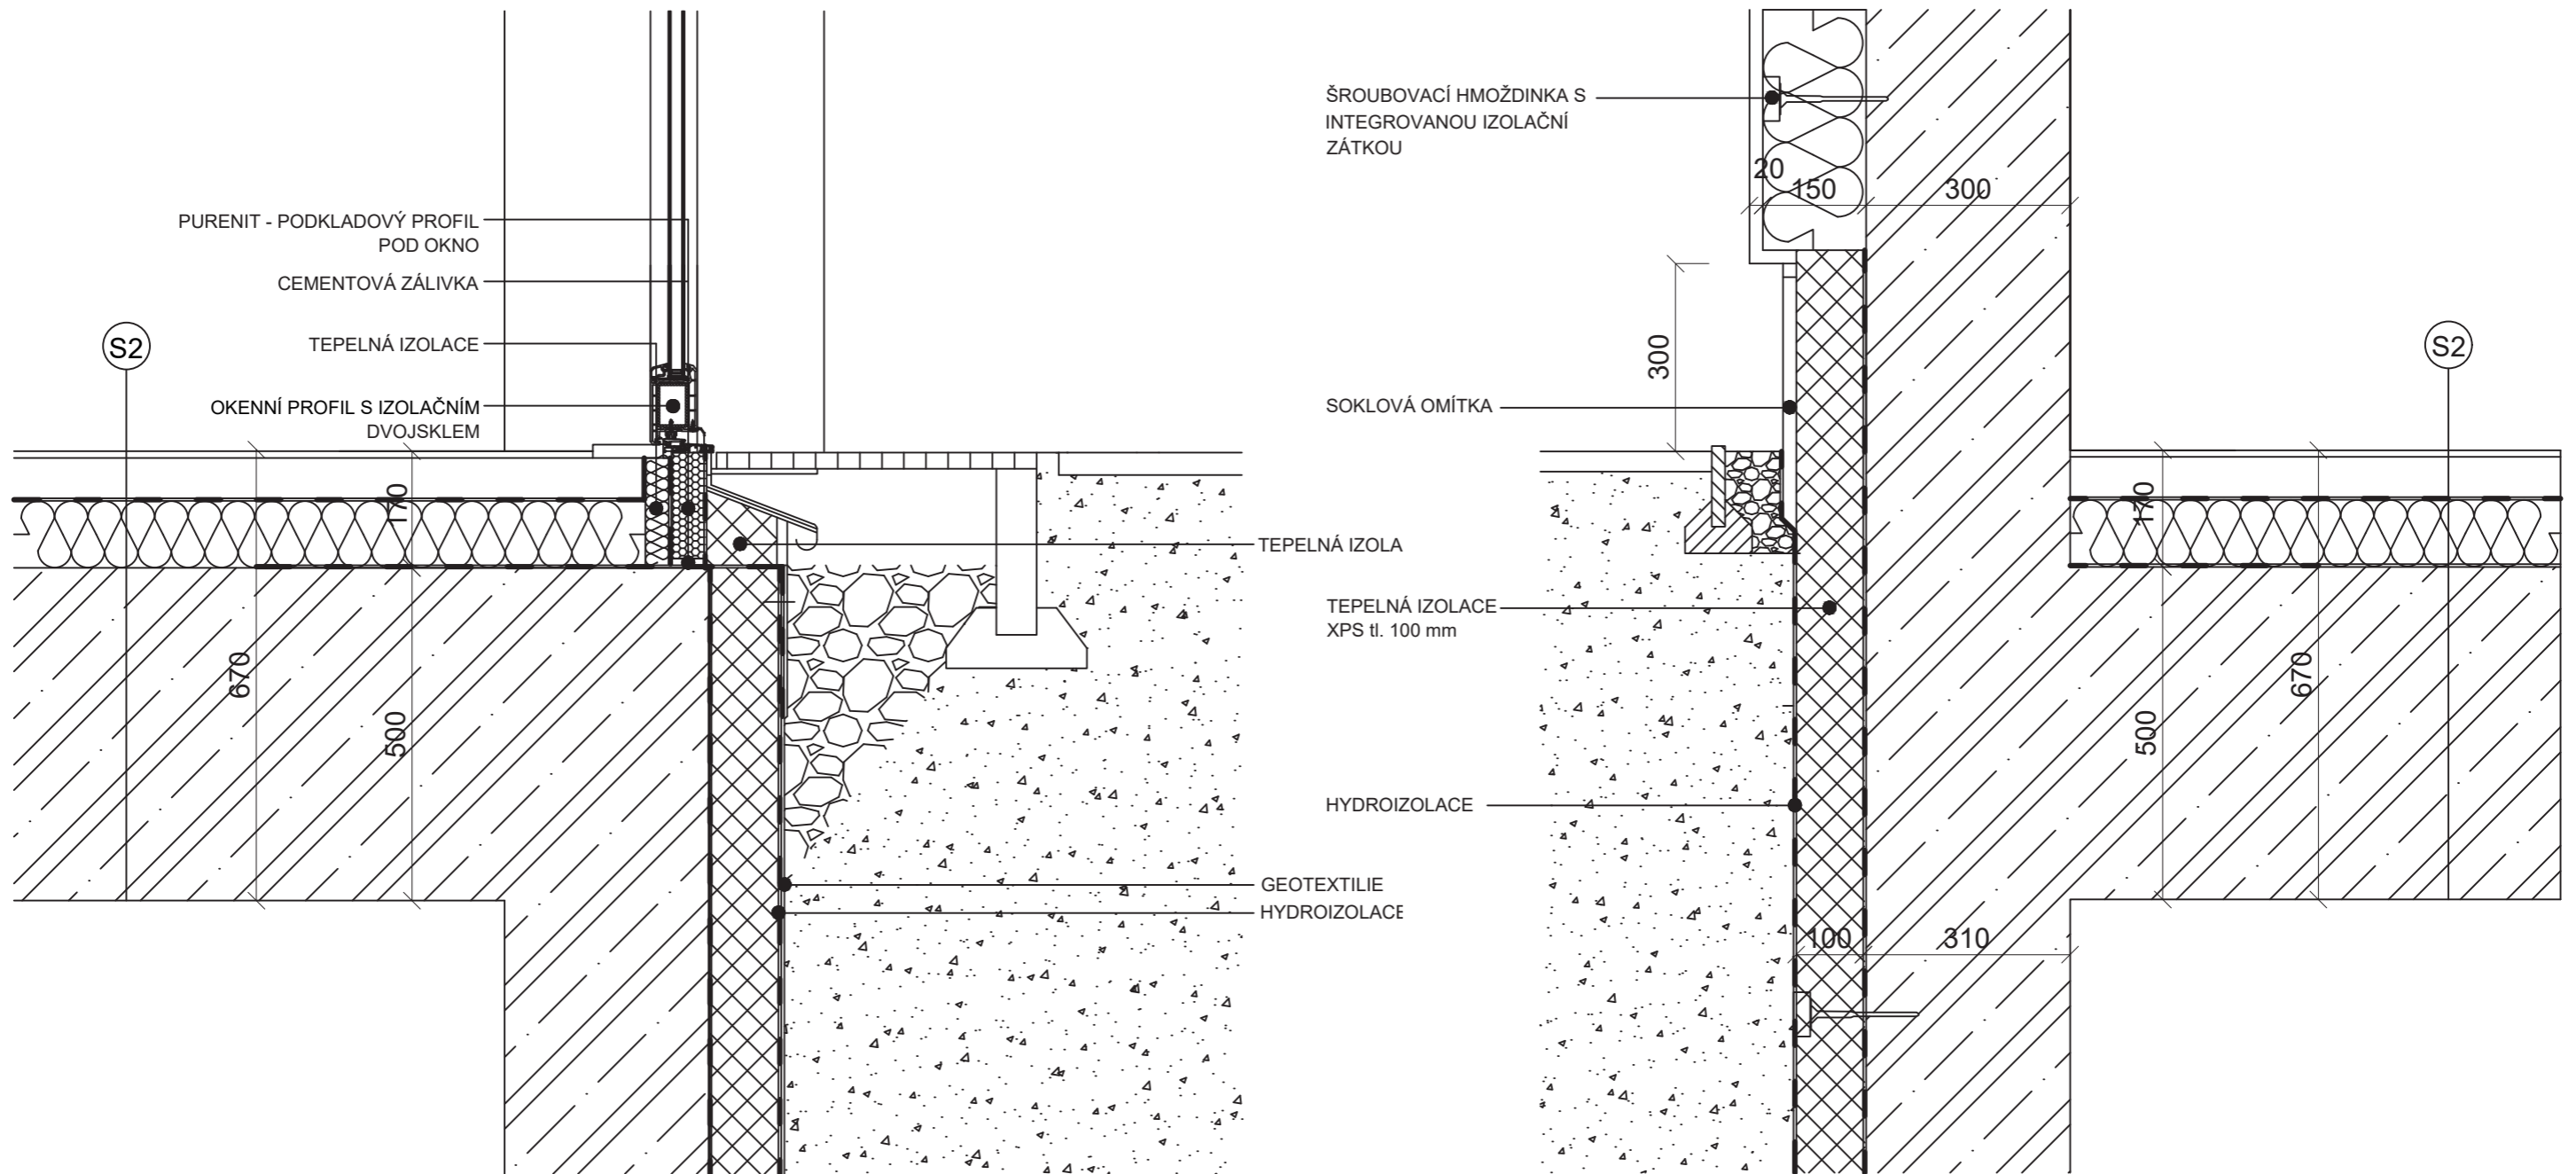 S2
PURENIT - PODKLADOVÝ PROFIL
POD OKNO
CEMENTOVÁ ZÁLIVKA
TEPELNÁ IZOLACE
OKENNÍ PROFIL S IZOLAČNÍM
DVOJSKLEM
170
670
500
TEPELNÁ IZOLA
GEOTEXTILIE
HYDROIZOLACE
ŠROUBOVACÍ HMOŽDINKA S
INTEGROVANOU IZOLAČNÍ
ZÁTKOU
20
150
300
300
SOKLOVÁ OMÍTKA
TEPELNÁ IZOLACE
XPS tl. 100 mm
HYDROIZOLACE
100
310
S2
170
670
500